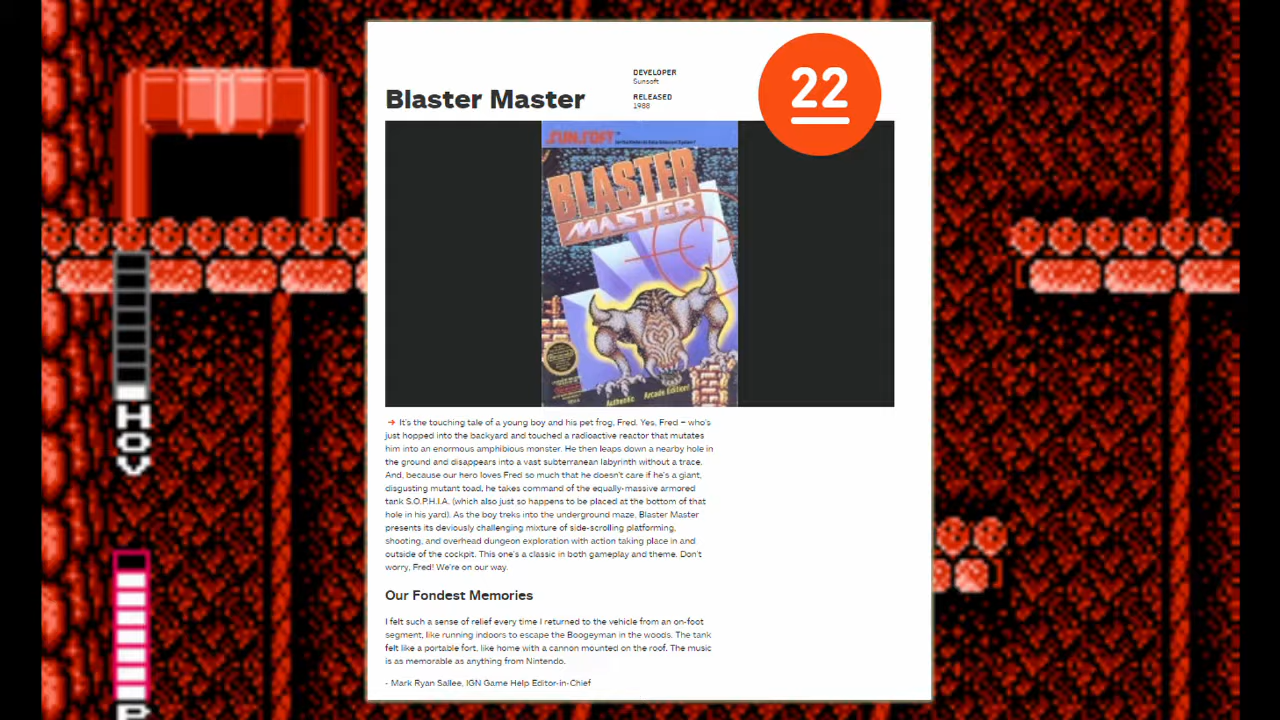 DEVELOPER
Sunsoft
RELEASED
1988
22
Blaster Master
SUNSOFT™
BLASTER
MASTER
Authentic Arcade Edition!
→ It's the touching tale of a young boy and his pet frog, Fred. Yes, Fred – who's
just hopped into the backyard and touched a radioactive reactor that mutates
him into an enormous amphibious monster. He then leaps down a nearby hole in
the ground and disappears into a vast subterranean labyrinth without a trace.
And, because our hero loves Fred so much that he doesn't care if he's a giant,
disgusting mutant toad, he takes command of the equally-massive armored
tank S.O.P.H.I.A. (which also just so happens to be placed at the bottom of that
hole in his yard). As the boy treks into the underground maze, Blaster Master
presents its deviously challenging mixture of side-scrolling platforming,
shooting, and overhead dungeon exploration with action taking place in and
outside of the cockpit. This one's a classic in both gameplay and theme. Don't
worry, Fred! We're on our way.
Our Fondest Memories
I felt such a sense of relief every time I returned to the vehicle from an on-foot
segment, like running indoors to escape the Boogeyman in the woods. The tank
felt like a portable fort, like home with a cannon mounted on the roof. The music
is as memorable as anything from Nintendo.
- Mark Ryan Sallee, IGN Game Help Editor-in-Chief
HOV
P